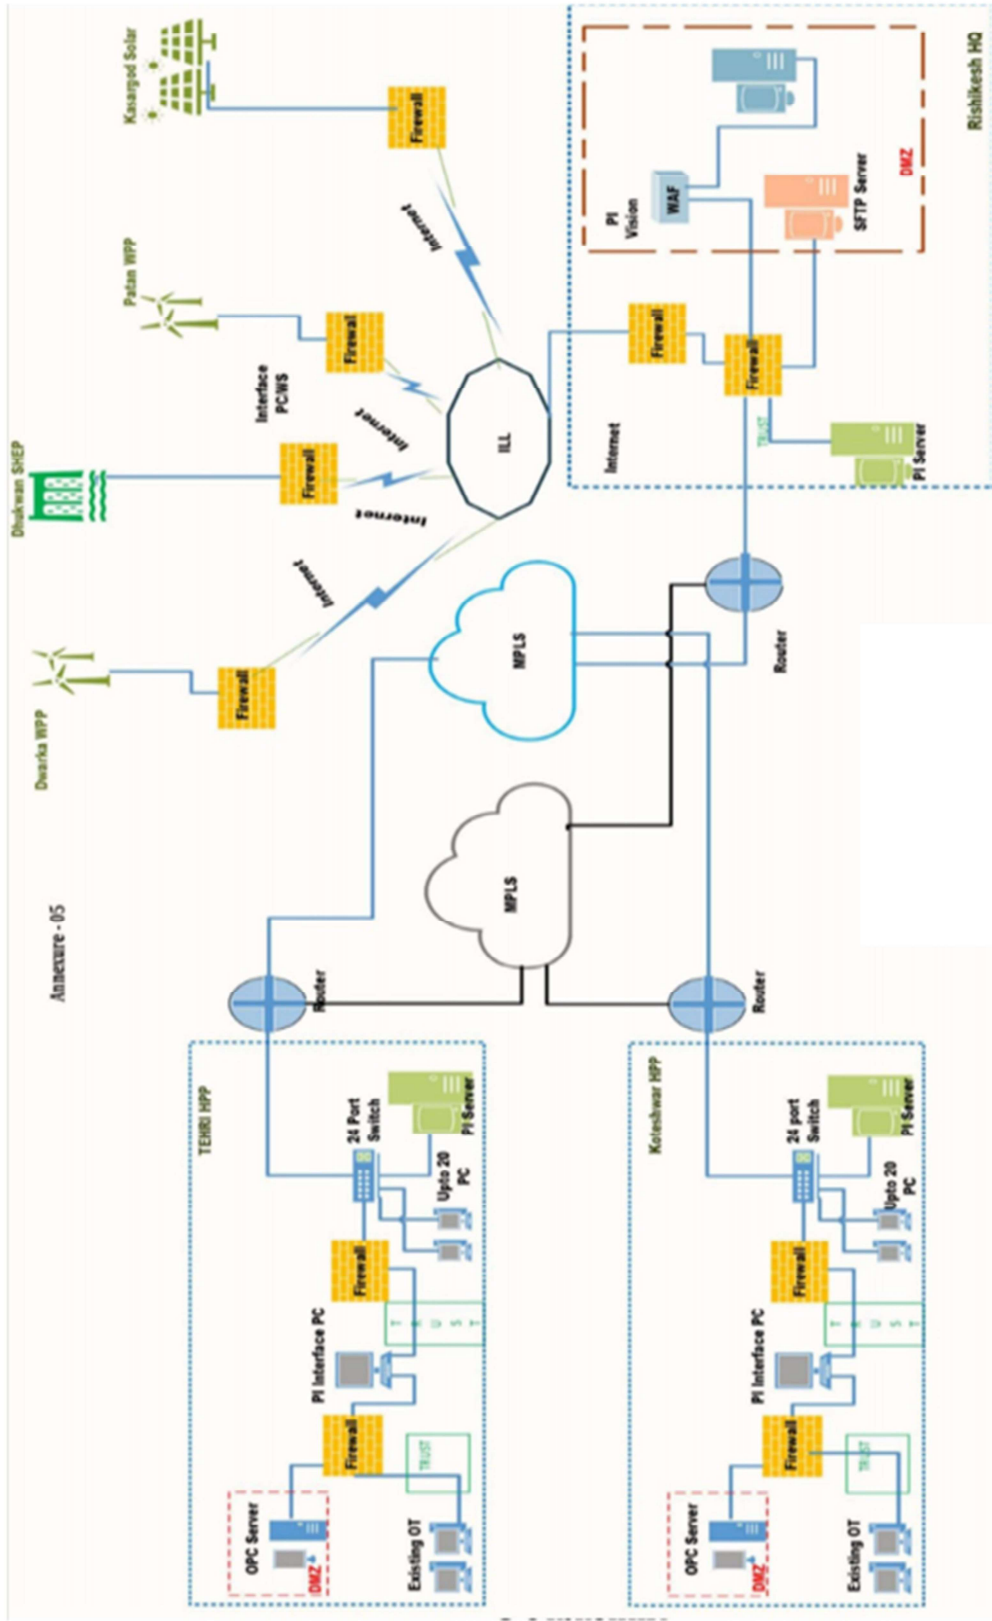 Annexure - 05
TEHRI HPP
OPC Server
DMZ
Existing OT
Firewall
TRUST
PI Interface PC
T
R
U
S
T
Firewall
24 Port
Switch
Upto 20
PC
PI Server
Router
Koteshwar HPP
OPC Server
DMZ
Existing OT
Firewall
TRUST
PI Interface PC
T
R
U
S
T
Firewall
24 port
Switch
Upto 20
PC
PI Server
Router
MPLS
MPLS
Router
Dwarka WPP
Firewall
Internet
Dhukwan SHEP
Firewall
Internet
Patan WPP
Interface
PC/WS
Firewall
Internet
Kasargod Solar
Firewall
Internet
ILL
Internet
Rishikesh HQ
Firewall
Firewall
TRUST
PI Server
PI
Vision
WAF
SFTP Server
DMZ